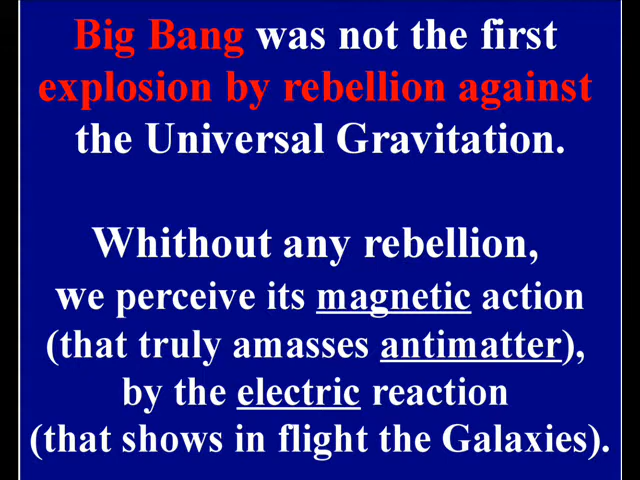 Big Bang was not the first
explosion by rebellion against
the Universal Gravitation.
Whithout any rebellion,
we perceive its magnetic action
(that truly amasses antimatter),
by the electric reaction
(that shows in flight the Galaxies).